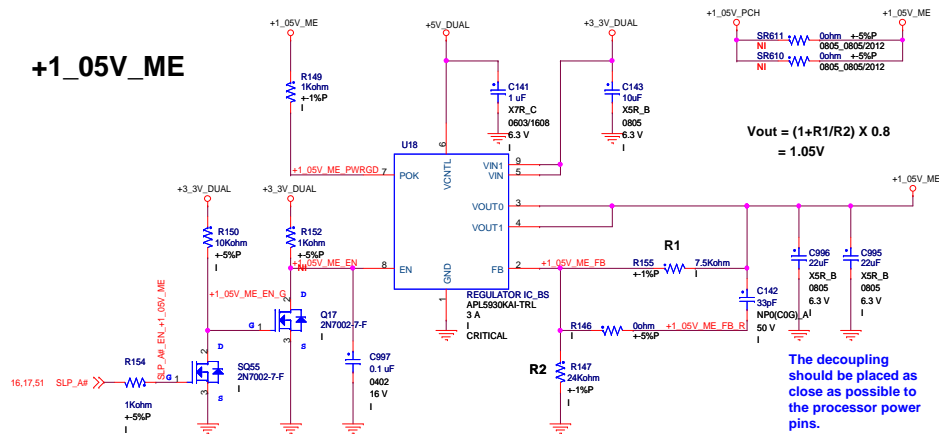 +1_05V_ME
+1_05V_ME
+5V_DUAL
+3_3V_DUAL
+1_05V_PCH
+1_05V_ME
SR611
0ohm
+-5%P
NI
0805_0805/2012
SR610
0ohm
+-5%P
NI
0805_0805/2012
R149
1Kohm
+-1%P
I
C141
1 uF
X7R_C
0603/1608
6.3 V
I
C143
10uF
X5R_B
0805
6.3 V
I
Vout = (1+R1/R2) X 0.8
= 1.05V
U18
6
VCNTL
+1_05V_ME_PWRGD
7
POK
VIN1
9
VIN
5
VOUT0
3
VOUT1
4
+1_05V_ME
+3_3V_DUAL
+3_3V_DUAL
R150
10Kohm
+-5%P
I
R152
1Kohm
+-5%P
NI
+1_05V_ME_EN
8
EN
GND
1
FB
2
+1_05V_ME_FB
R1
R155
7.5Kohm
+-1%P
I
REGULATOR IC_BS
APL5930KAI-TRL
3 A
I
CRITICAL
C996
22uF
X5R_B
0805
6.3 V
I
C995
22uF
X5R_B
0805
6.3 V
I
C142
33pF
NP0(C0G)_A
50 V
I
+1_05V_ME_EN_G
D
2
G
1
3
S
Q17
2N7002-7-F
I
R146
0ohm
+-5%P
I
+1_05V_ME_FB_R
R2
R147
24Kohm
+-1%P
I
C997
0.1 uF
0402
16 V
I
SLP_A#_EN_+1_05V_ME
16,17,51
SLP_A#
R154
1Kohm
+-5%P
I
D
2
G
1
3
S
SQ55
2N7002-7-F
I
The decoupling
should be placed as
close as possible to
the processor power
pins.